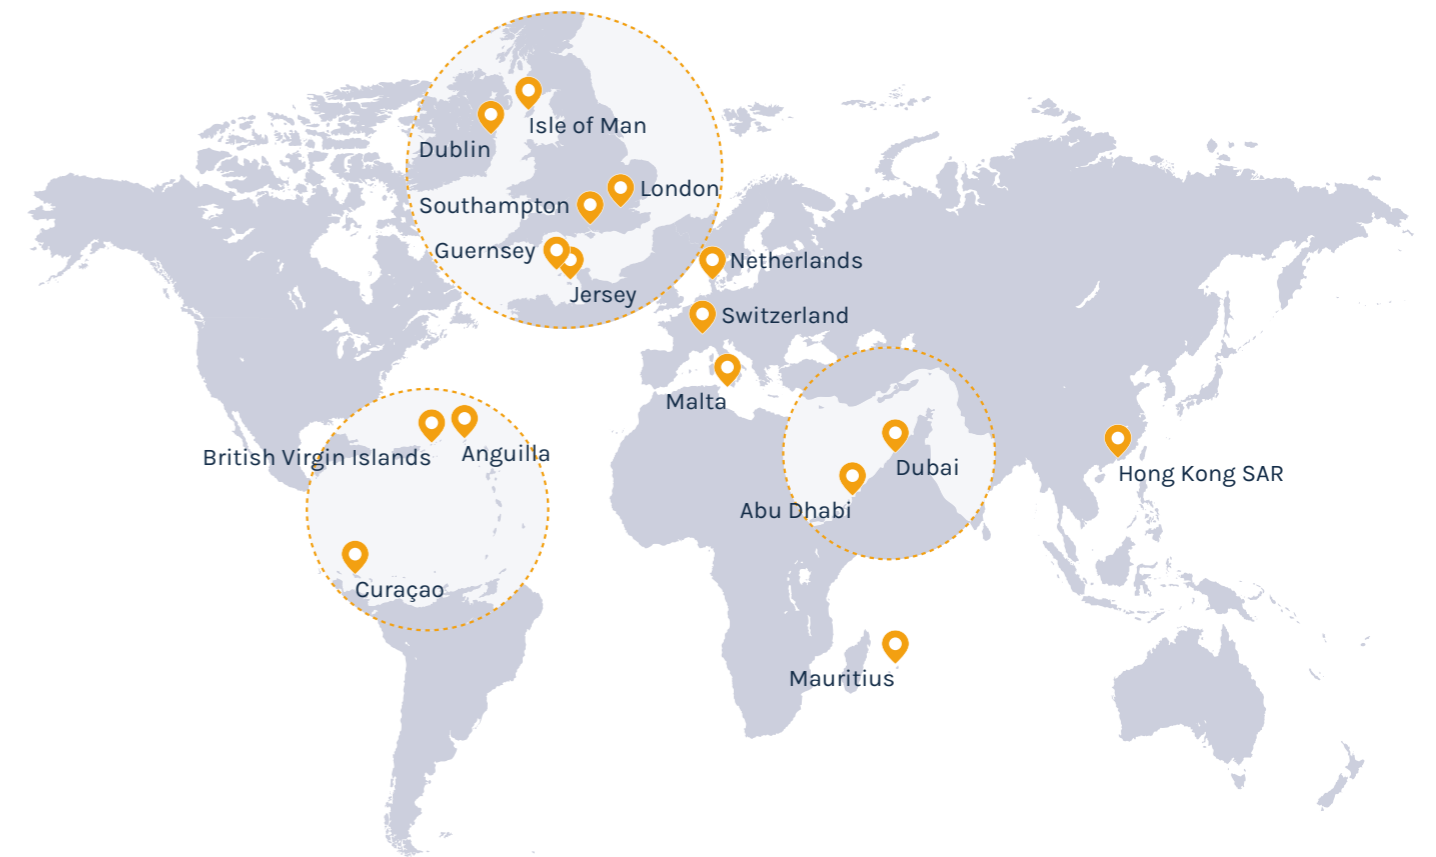 Isle of Man
Dublin
London
Southampton
Guernsey
Jersey
Netherlands
Switzerland
Malta
British Virgin Islands
Anguilla
Curaçao
Dubai
Abu Dhabi
Hong Kong SAR
Mauritius